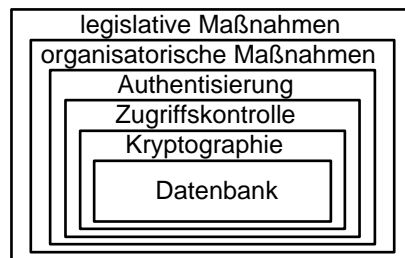 legislative Maßnahmen
organisatorische Maßnahmen
Authentisierung
Zugriffskontrolle
Kryptographie
Datenbank